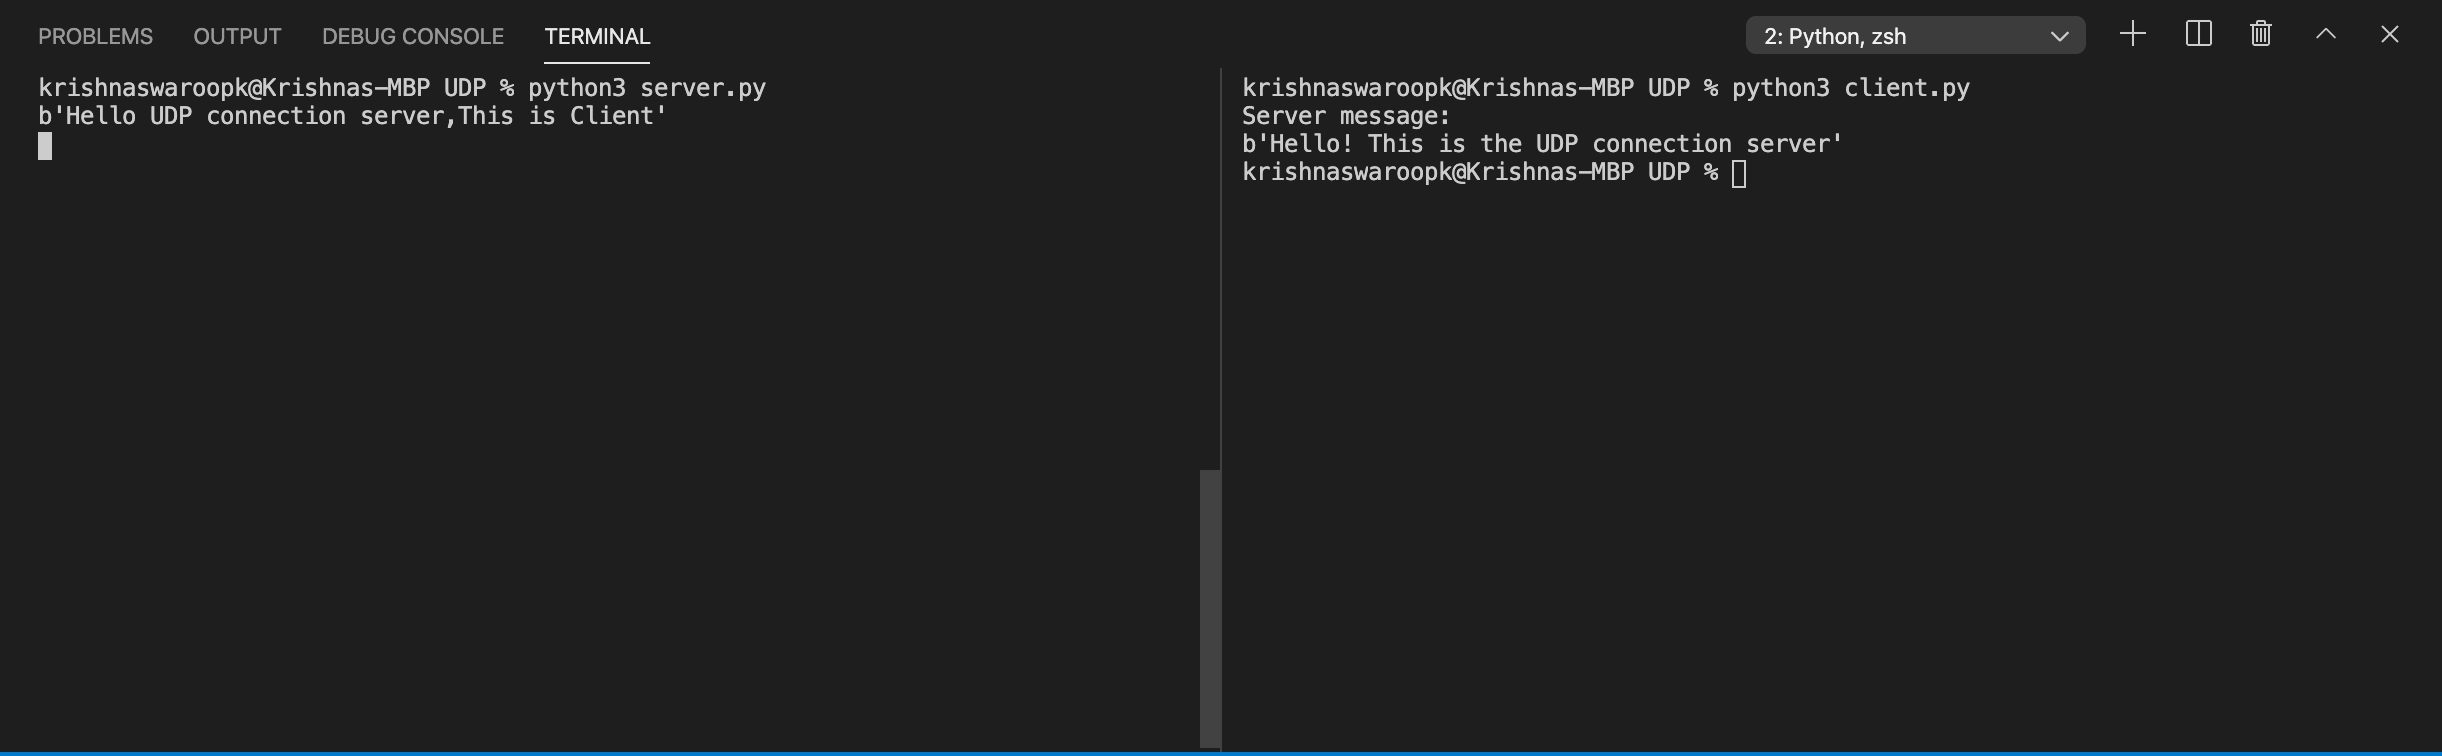 PROBLEMS OUTPUT DEBUG CONSOLE TERMINAL 2: Python, zsh
krishnaswaroopk@Krishnas-MBP UDP % python3 server.py
b'Hello UDP connection server,This is Client'
krishnaswaroopk@Krishnas-MBP UDP % python3 client.py
Server message:
b'Hello! This is the UDP connection server'
krishnaswaroopk@Krishnas-MBP UDP %